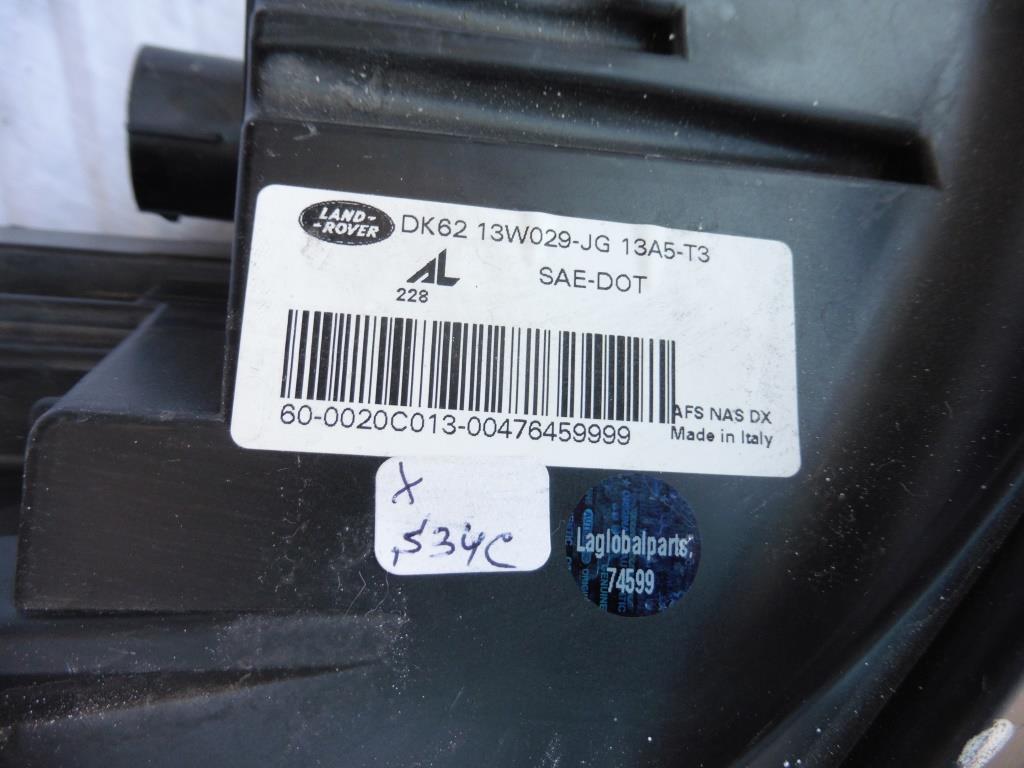 LAND-
-ROVER
DK62 13W029-JG 13A5-T3
AL
SAE-DOT
228
60-0020C013-00476459999
AFS NAS DX
Made in Italy
X
534C
Laglobalparts,
74599